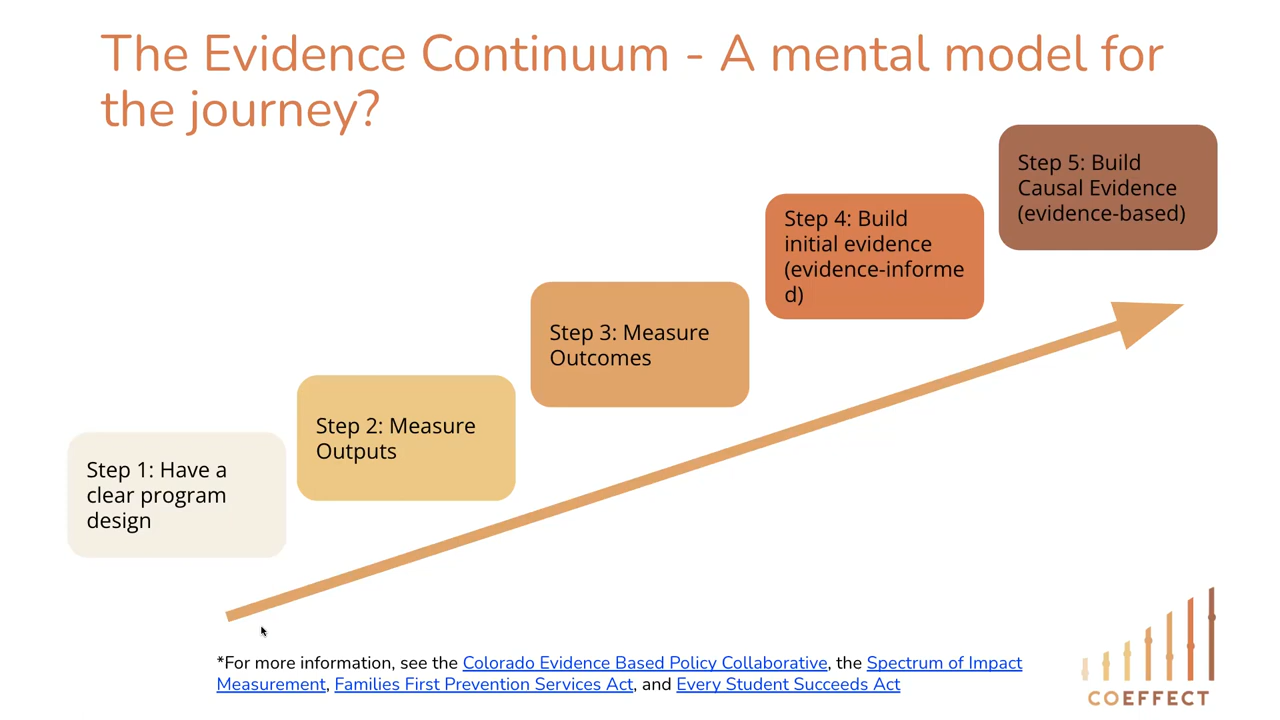 The Evidence Continuum - A mental model for
the journey?
Step 1: Have a
clear program
design
Step 2: Measure
Outputs
Step 3: Measure
Outcomes
Step 4: Build
initial evidence
(evidence-informe
d)
Step 5: Build
Causal Evidence
(evidence-based)
*For more information, see the Colorado Evidence Based Policy Collaborative, the Spectrum of Impact
Measurement, Families First Prevention Services Act, and Every Student Succeeds Act
COEFFECT